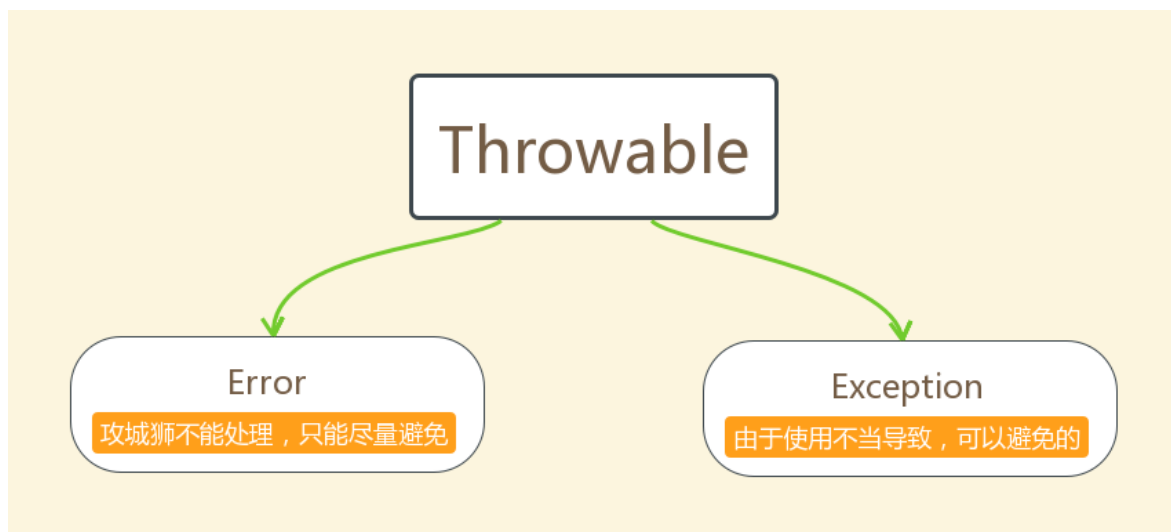 Throwable
Error
攻城狮不能处理，只能尽量避免
Exception
由于使用不当导致，可以避免的